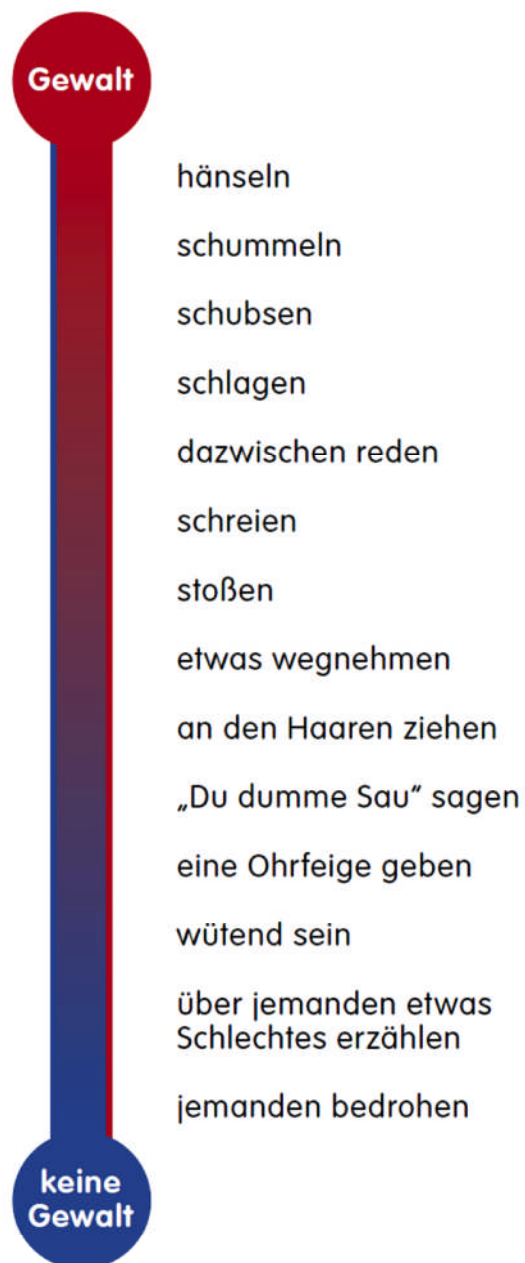 Gewalt
hänseln
schummeln
schubsen
schlagen
dazwischen reden
schreien
stoßen
etwas wegnehmen
an den Haaren ziehen
„Du dumme Sau“ sagen
eine Ohrfeige geben
wütend sein
über jemanden etwas
Schlechtes erzählen
jemanden bedrohen
keine
Gewalt